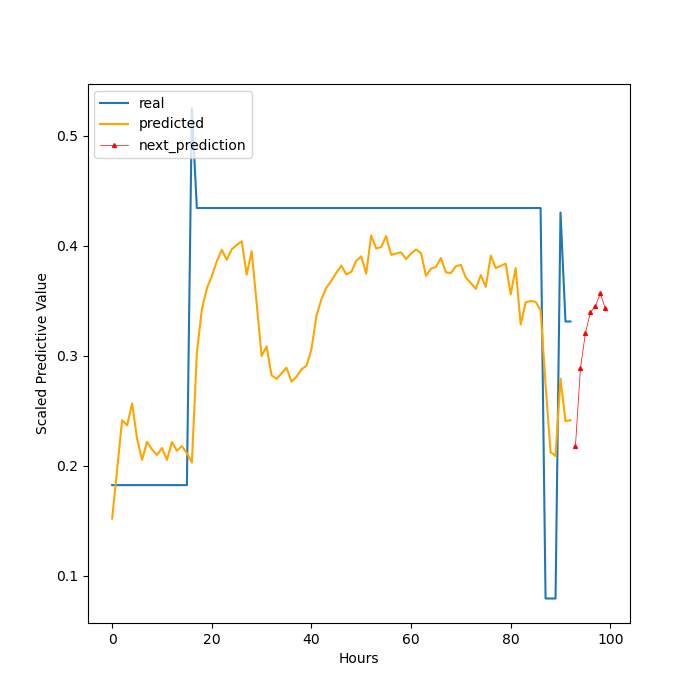 real
predicted
next_prediction
0.5
0.4
0.3
0.2
0.1
Scaled Predictive Value
0 20 40 60 80 100
Hours